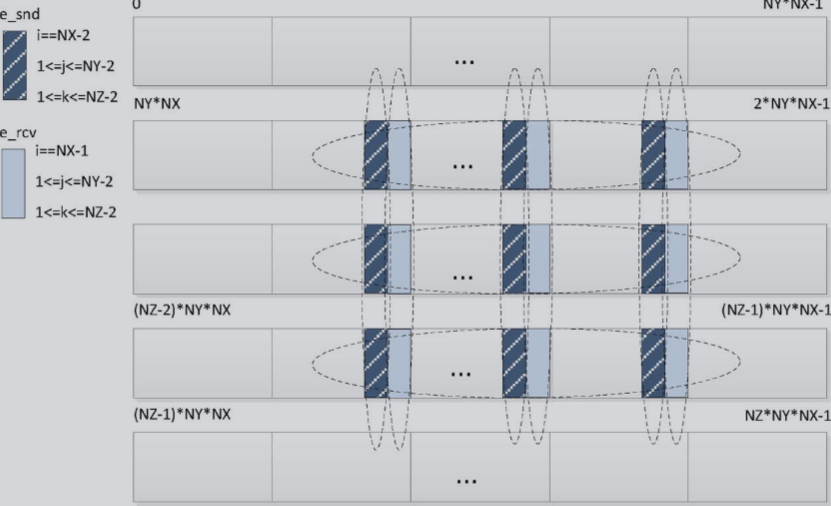 0
NY*NX-1
e_snd
i==NX-2
1<=j<=NY-2
1<=k<=NZ-2
...
NY*NX
2*NY*NX-1
e_rcv
i==NX-1
1<=j<=NY-2
1<=k<=NZ-2
...
...
(NZ-2)*NY*NX
(NZ-1)*NY*NX-1
...
(NZ-1)*NY*NX
NZ*NY*NX-1
...